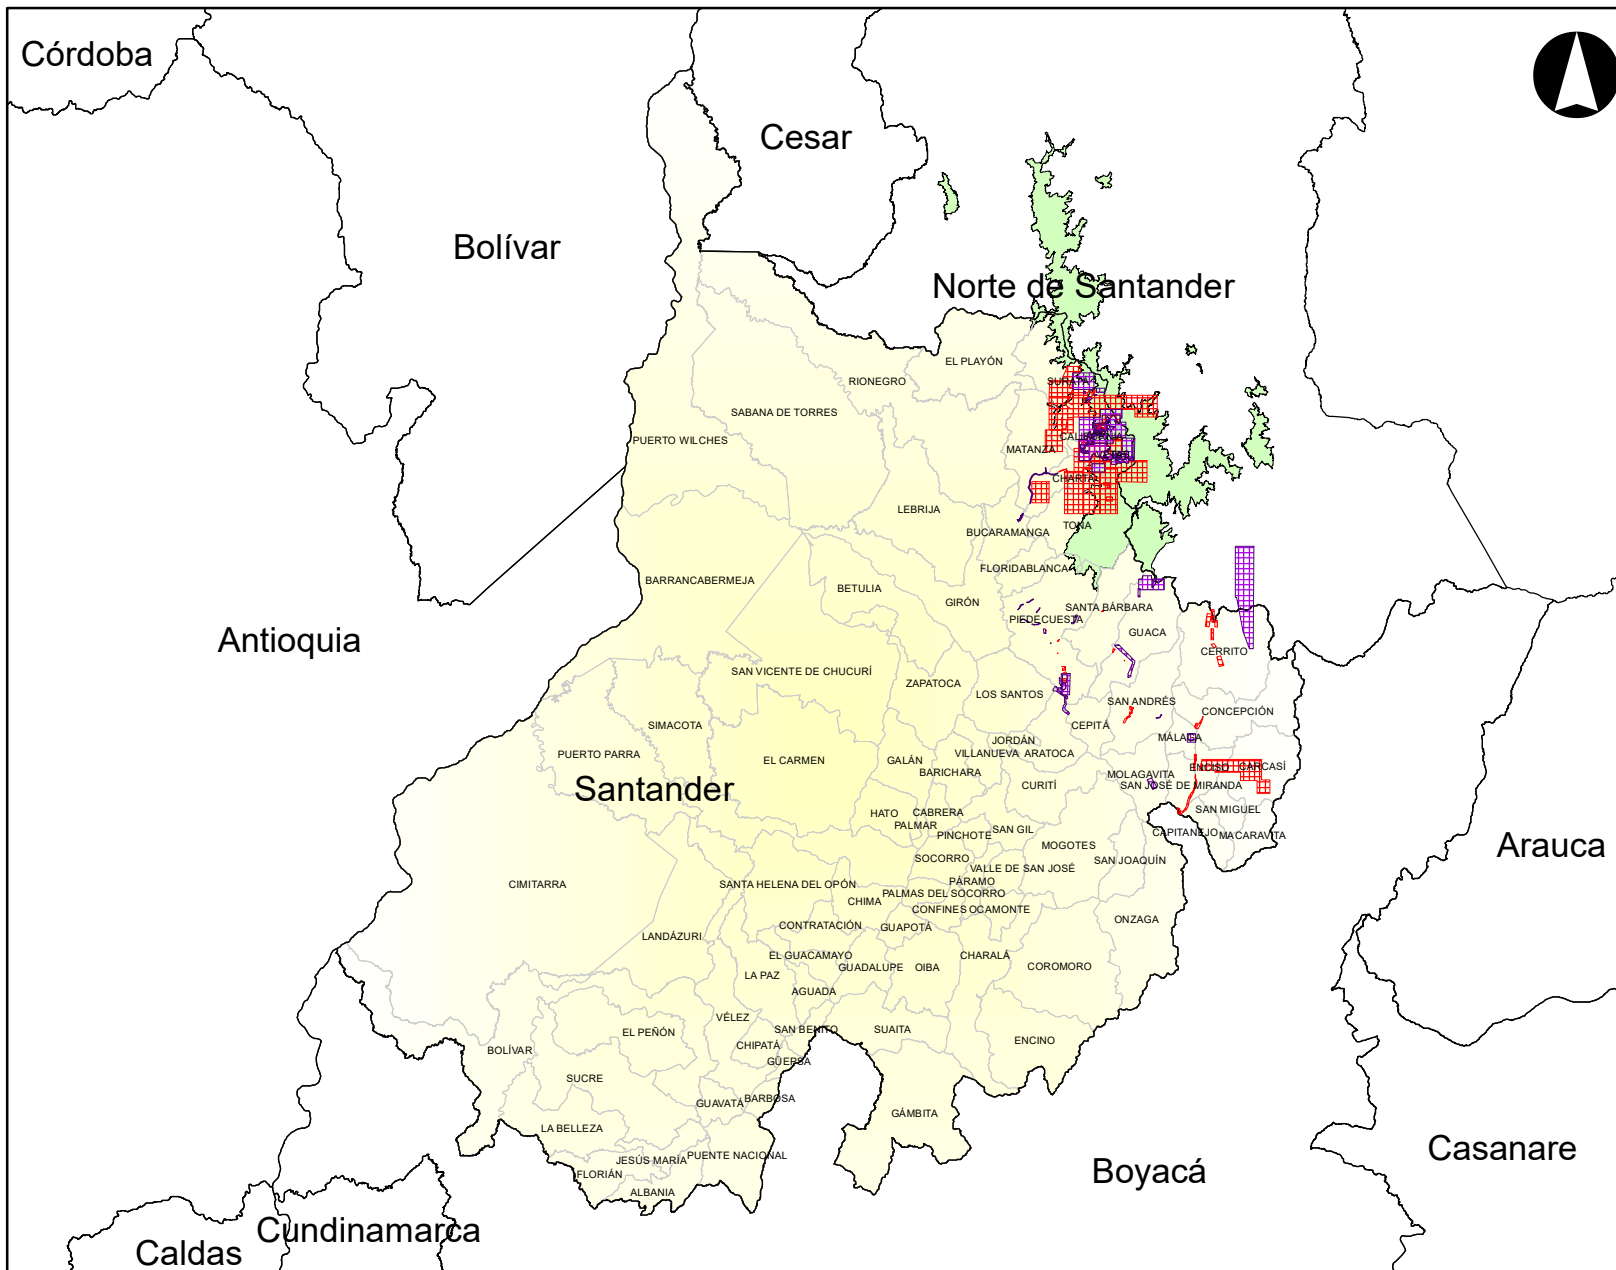 Córdoba
Cesar
Bolívar
Norte de Santander
EL PLAYÓN
RIONEGRO
SURATÁ
SABANA DE TORRES
PUERTO WILCHES
CALIFORNIA
MATANZA
CHARTA
LEBRIJA
TONA
BUCARAMANGA
FLORIDABLANCA
BARRANCABERMEJA
BETULIA
GIRÓN
SANTA BÁRBARA
PIEDECUESTA
GUACA
Antioquia
CERRITO
SAN VICENTE DE CHUCURÍ
ZAPATOCA
LOS SANTOS
SAN ANDRÉS
CONCEPCIÓN
SIMACOTA
CEPITÁ
MÁLAGA
JORDÁN
PUERTO PARRA
VILLANUEVA
ARATOCA
EL CARMEN
GALÁN
ENCISO
CARCASÍ
BARICHARA
MOLAGAVITA
Santander
CURITÍ
SAN JOSÉ DE MIRANDA
HATO
CABRERA
SAN MIGUEL
PALMAR
PINCHOTE
SAN GIL
CAPITANEJO
MACARAVITA
MOGOTES
Arauca
SOCORRO
SAN JOAQUÍN
VALLE DE SAN JOSÉ
CIMITARRA
SANTA HELENA DEL OPÓN
PÁRAMO
PALMAS DEL SOCORRO
CHIMA
CONFINES
OCAMONTE
ONZAGA
CONTRATACIÓN
GUAPOTÁ
LANDÁZURI
EL GUACAMAYO
CHARALÁ
GUADALUPE
OIBA
COROMORO
LA PAZ
AGUADA
VÉLEZ
EL PEÑÓN
SAN BENITO
SUAITA
ENCINO
CHIPATÁ
BOLÍVAR
GÜEPSA
SUCRE
BARBOSA
GUAVATÁ
GÁMBITA
LA BELLEZA
Casanare
PUENTE NACIONAL
JESÚS MARÍA
Boyacá
FLORIÁN
ALBANIA
Cundinamarca
Caldas